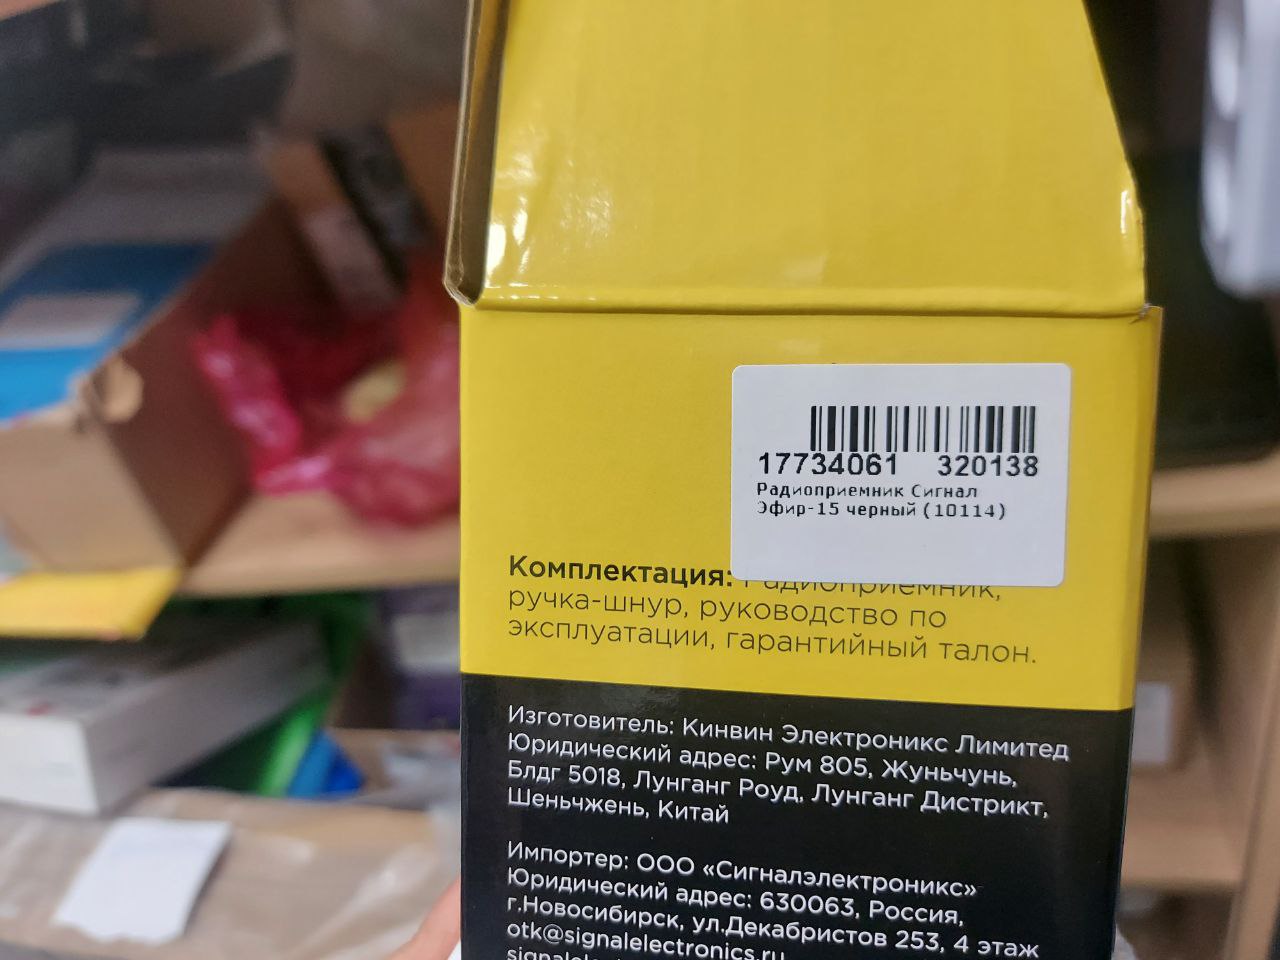 17734061 320138
Радиоприемник Сигнал
Эфир-15 черный (10114)
Комплектация: Радиоприемник,
ручка-шнур, руководство по
эксплуатации, гарантийный талон.
Изготовитель: Кинвин Электроникс Лимитед
Юридический адрес: Рум 805, Жуньчунь,
Блдг 5018, Лунганг Роуд, Лунганг Дистрикт,
Шеньчжень, Китай
Импортер: ООО «Сигналэлектроникс»
Юридический адрес: 630063, Россия,
г.Новосибирск, ул.Декабристов 253, 4 этаж
otk@signalelectronics.ru